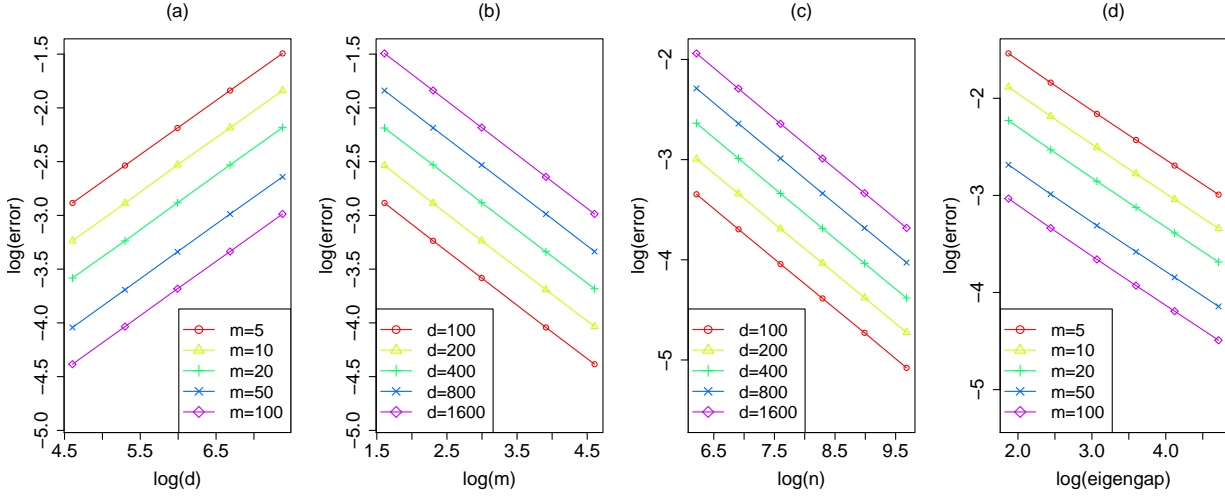 (a)
log(error)
−1.5
−2.0
−2.5
−3.0
−3.5
−4.0
−4.5
−5.0
m=5
m=10
m=20
m=50
m=100
4.5 5.5 6.5
log(d)
(b)
log(error)
−1.5
−2.0
−2.5
−3.0
−3.5
−4.0
−4.5
−5.0
d=100
d=200
d=400
d=800
d=1600
1.5 2.5 3.5 4.5
log(m)
(c)
log(error)
−2
−3
−4
−5
d=100
d=200
d=400
d=800
d=1600
6.5 7.5 8.5 9.5
log(n)
(d)
log(error)
−2
−3
−4
−5
m=5
m=10
m=20
m=50
m=100
2.0 3.0 4.0
log(eigengap)